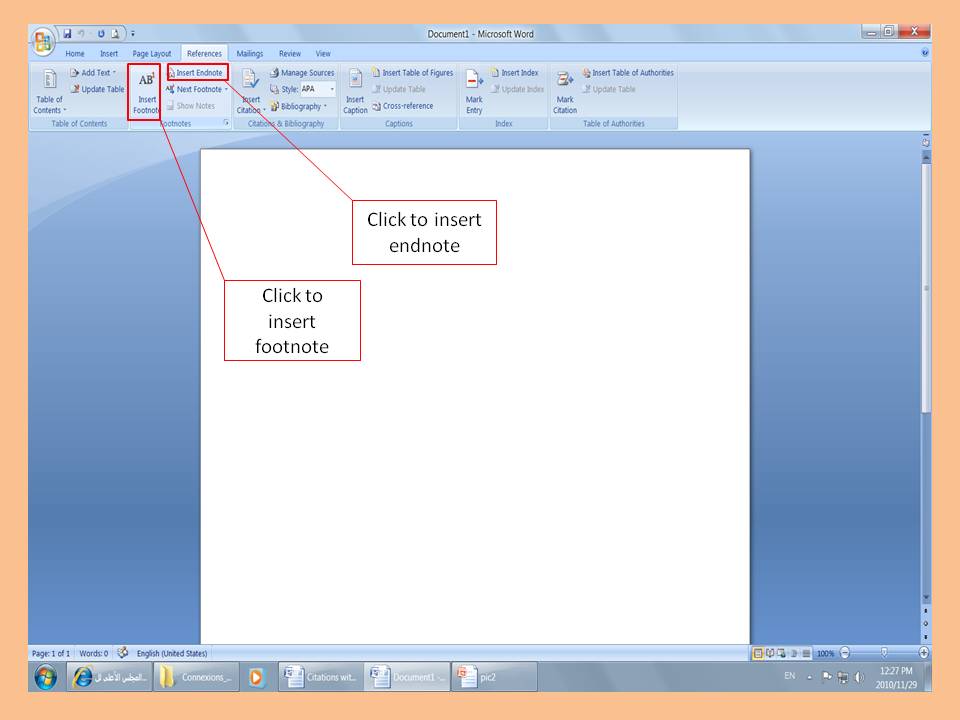 Document1 - Microsoft Word
Home Insert Page Layout References Mailings Review View
Table of Contents
Add Text
Update Table
Table of Contents
AB1
Insert Footnote
Insert Endnote
Next Footnote
Show Notes
Footnotes
Insert Citation
Manage Sources
Style: APA
Bibliography
Citations & Bibliography
Insert Caption
Insert Table of Figures
Update Table
Cross-reference
Captions
Mark Entry
Insert Index
Update Index
Index
Mark Citation
Insert Table of Authorities
Update Table
Table of Authorities
Click to insert
endnote
Click to
insert
footnote
Page: 1 of 1 Words: 0 English (United States) 100%
المجلس الأعلى ل... Connexions_... Citations wit... Document1 -... pic2 EN 12:27 PM
2010/11/29